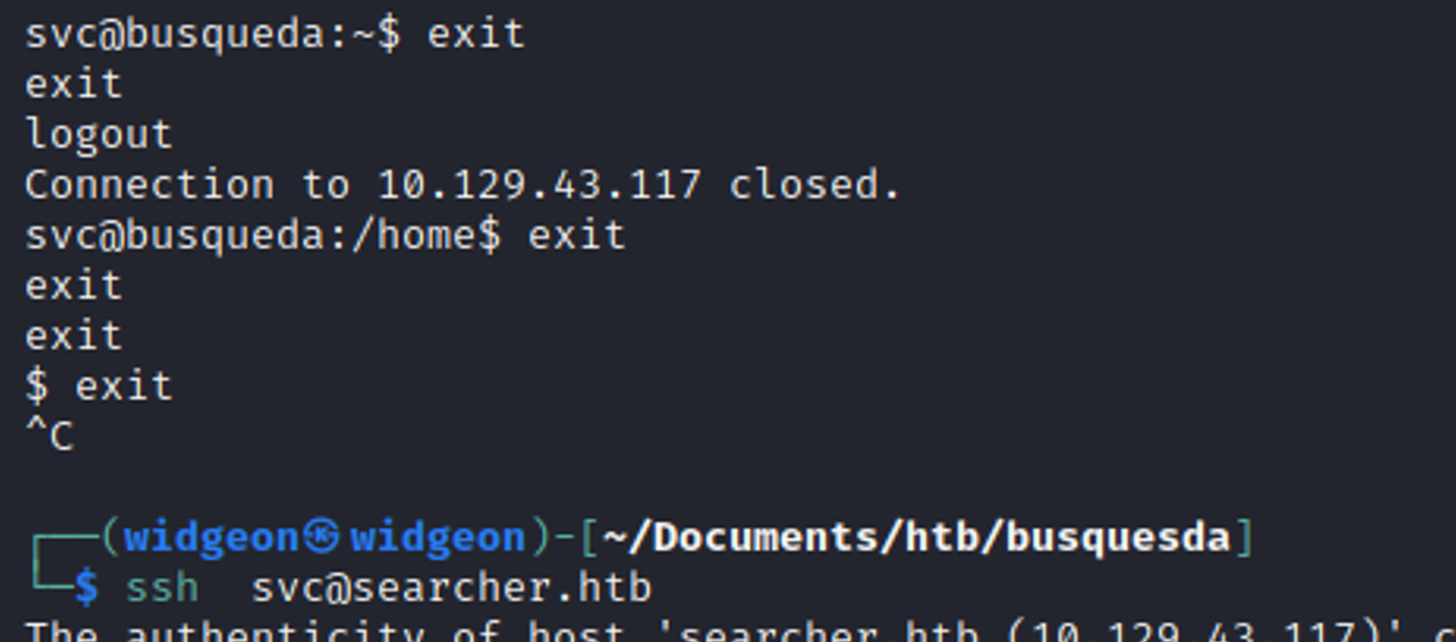 svc@busqueda:~$ exit
exit
logout
Connection to 10.129.43.117 closed.
svc@busqueda:/home$ exit
exit
exit
$ exit
^C
┌──(widgeon㉿widgeon)-[~/Documents/htb/busquesda]
└─$ ssh  svc@searcher.htb
The authenticity of host 'searcher.htb (10.129.43.117)'